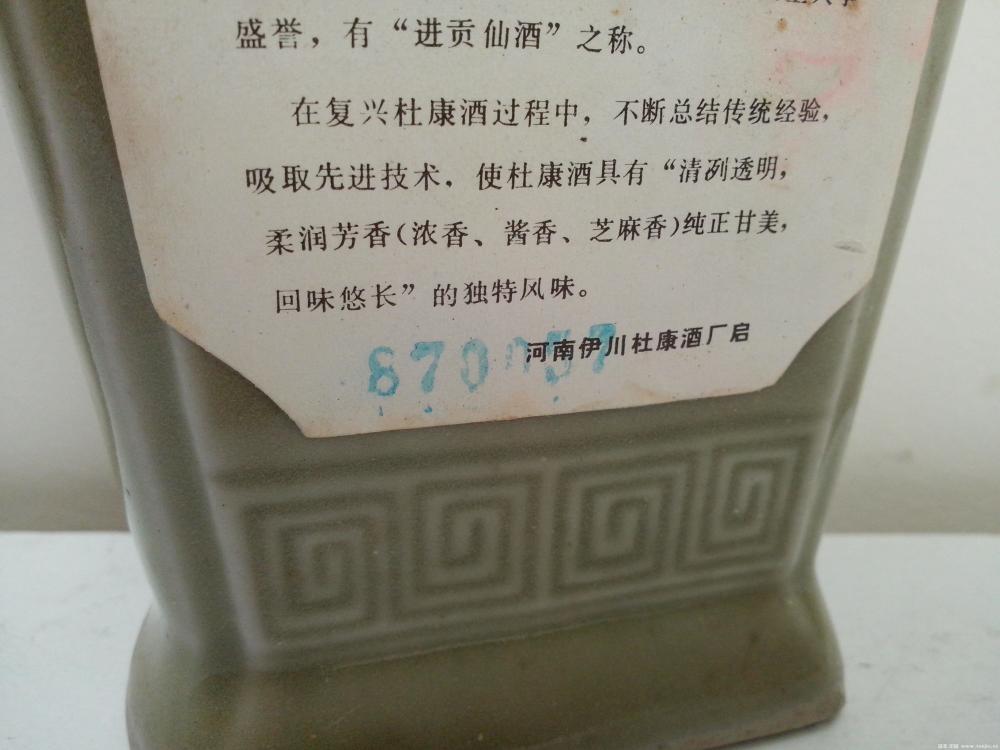 盛誉，有“进贡仙酒”之称。
在复兴杜康酒过程中，不断总结传统经验，
吸取先进技术．使杜康酒具有“清冽透明，
柔润芳香(浓香、酱香、芝麻香)纯正甘美，
回味悠长”的独特风味。
河南伊川杜康酒厂启